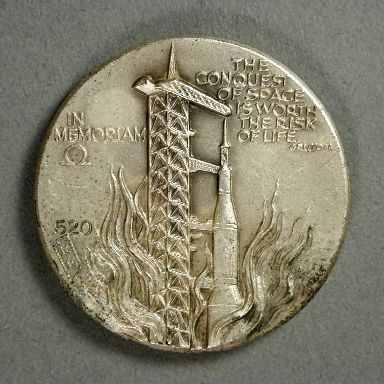 IN
MEMORIAM
Ω
520
THE
CONQUEST
OF SPACE
IS WORTH
THE RISK
OF LIFE.